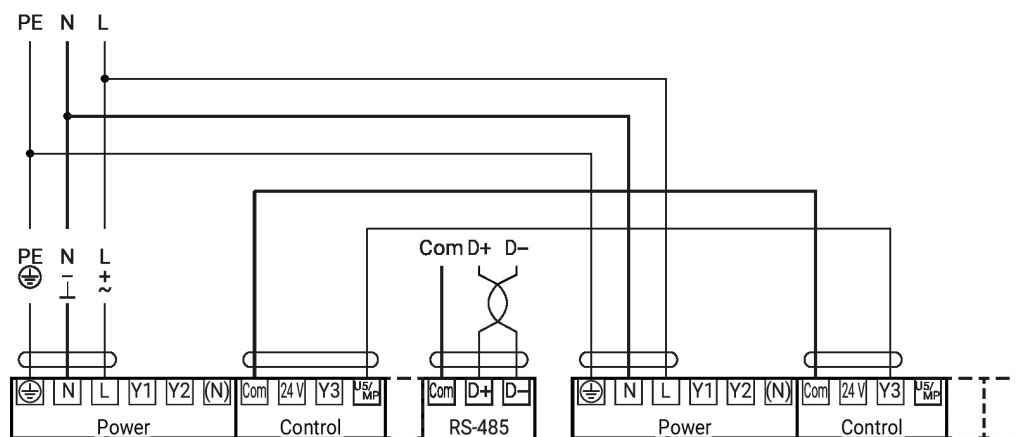 PE N L
Com D+ D−
PE N L
− +
~
N L Y1 Y2 (N) Com 24 V Y3 U5/MP Com D+ D− N L Y1 Y2 (N) Com 24 V Y3 U5/MP
Power Control RS-485 Power Control